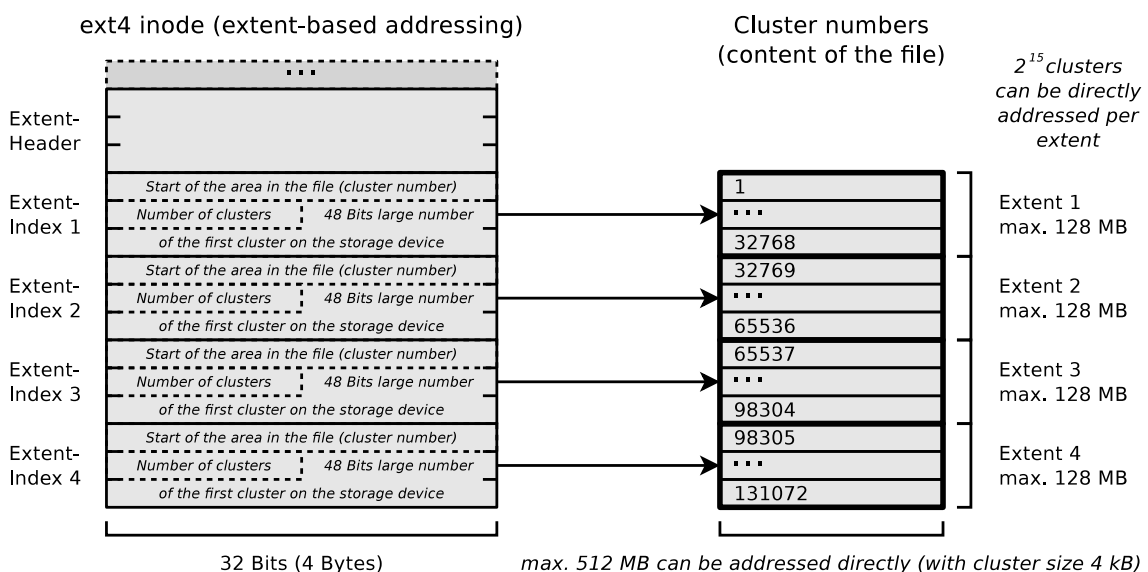 ext4 inode (extent-based addressing)
Cluster numbers
(content of the file)
2^15 clusters
can be directly
addressed per
extent
...
Extent-
Header
Extent-
Index 1
Start of the area in the file (cluster number)
Number of clusters
48 Bits large number
of the first cluster on the storage device
1
...
32768
Extent 1
max. 128 MB
Extent-
Index 2
Start of the area in the file (cluster number)
Number of clusters
48 Bits large number
of the first cluster on the storage device
32769
...
65536
Extent 2
max. 128 MB
Extent-
Index 3
Start of the area in the file (cluster number)
Number of clusters
48 Bits large number
of the first cluster on the storage device
65537
...
98304
Extent 3
max. 128 MB
Extent-
Index 4
Start of the area in the file (cluster number)
Number of clusters
48 Bits large number
of the first cluster on the storage device
98305
...
131072
Extent 4
max. 128 MB
32 Bits (4 Bytes)
max. 512 MB can be addressed directly (with cluster size 4 kB)